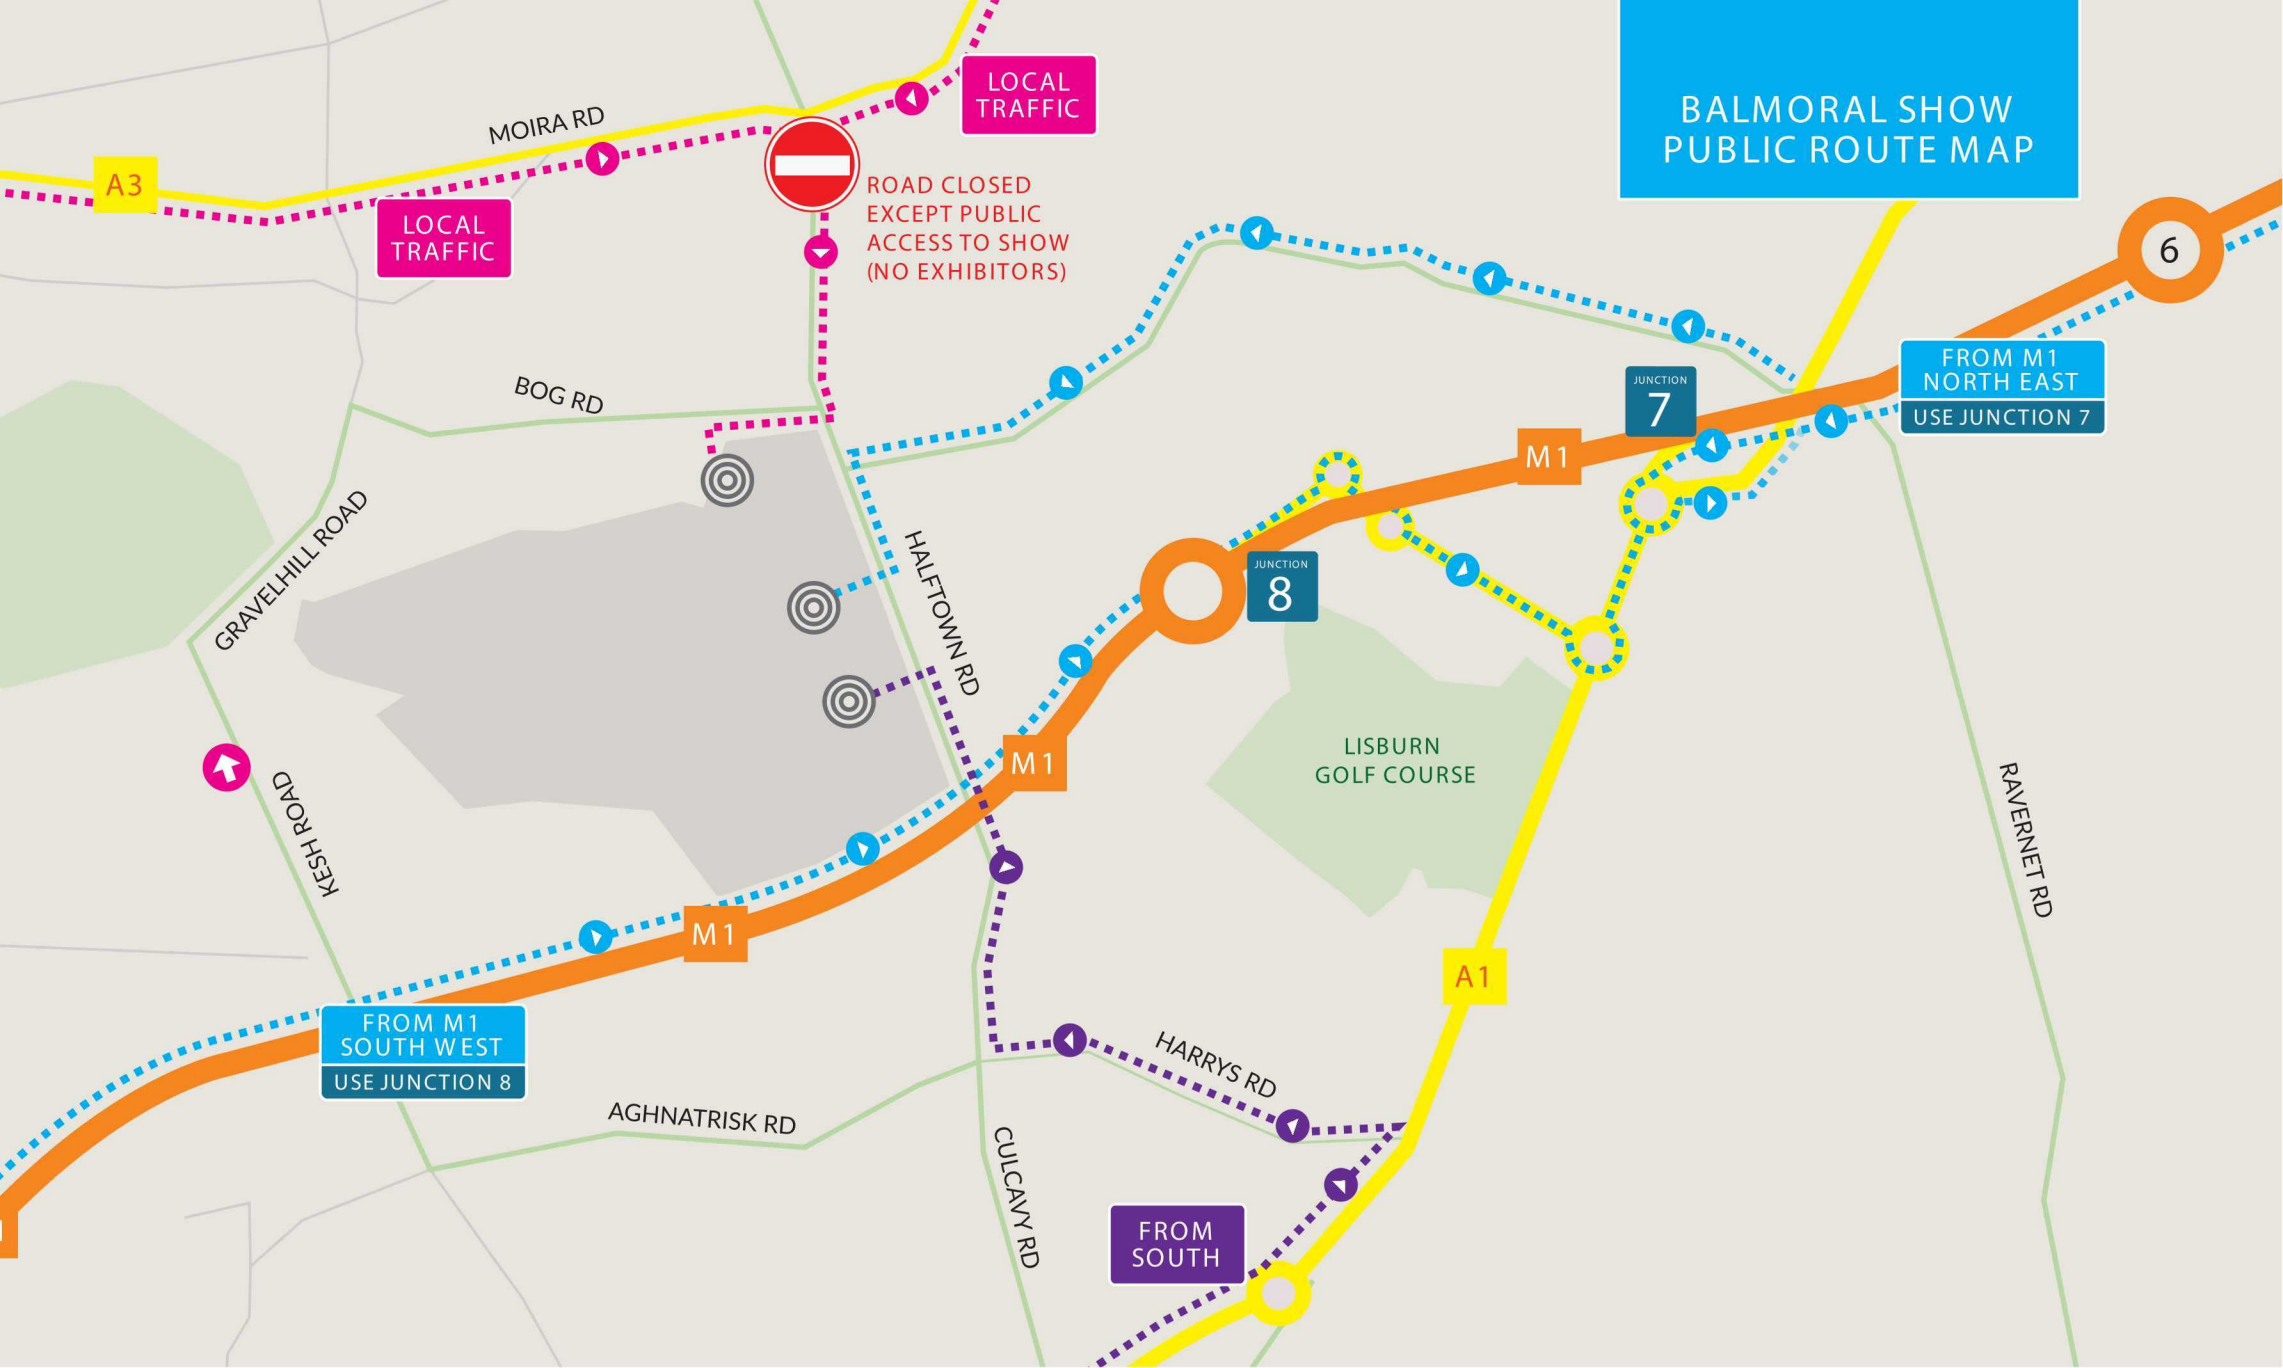 BALMORAL SHOW
PUBLIC ROUTE MAP
LOCAL
TRAFFIC
MOIRA RD
A3
LOCAL
TRAFFIC
ROAD CLOSED
EXCEPT PUBLIC
ACCESS TO SHOW
(NO EXHIBITORS)
6
FROM M1
NORTH EAST
USE JUNCTION 7
JUNCTION
7
BOG RD
M1
GRAVELHILL ROAD
HALFTOWN RD
JUNCTION
8
LISBURN
GOLF COURSE
M1
KESH ROAD
RAVERNET RD
M1
A1
FROM M1
SOUTH WEST
USE JUNCTION 8
HARRYS RD
AGHNATRISK RD
CULCAVY RD
FROM
SOUTH